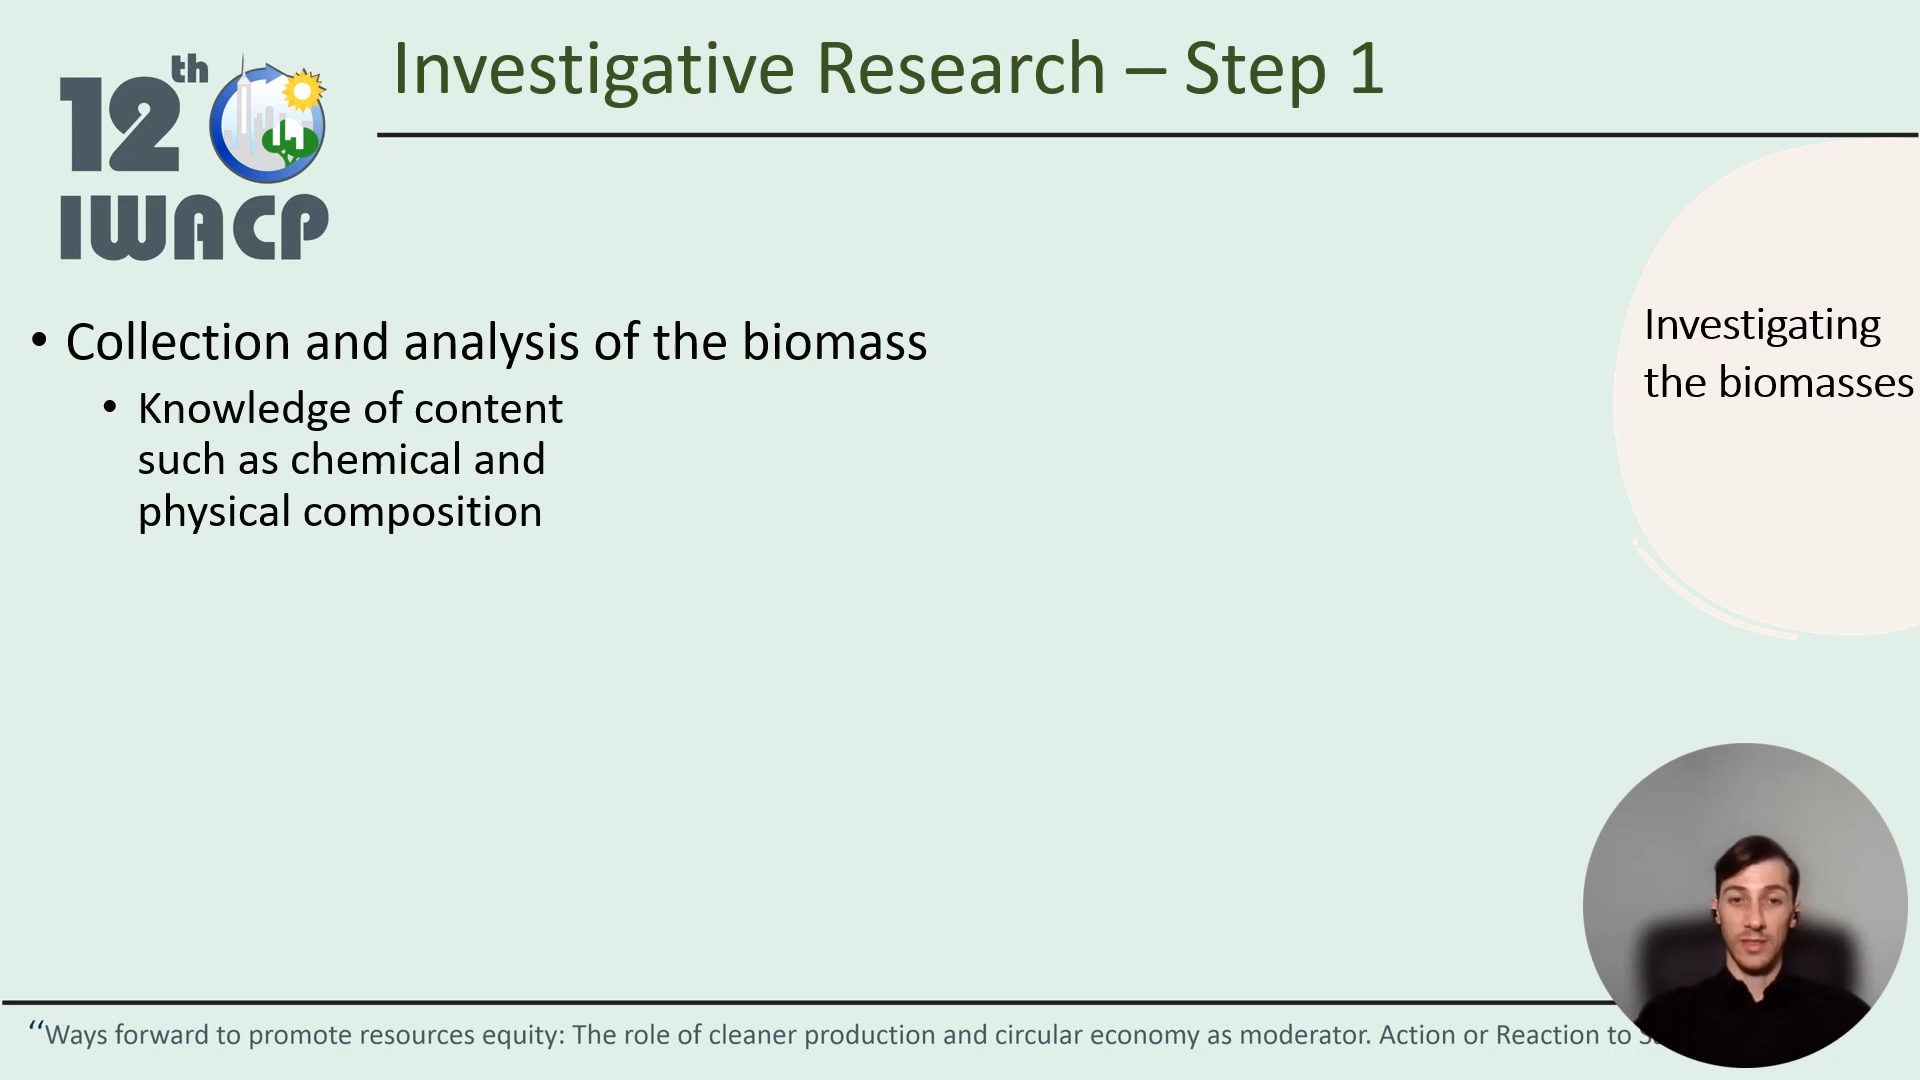 12th
IWACP
Investigative Research – Step 1
• Collection and analysis of the biomass
• Knowledge of content
such as chemical and
physical composition
Investigating
the biomasses
“Ways forward to promote resources equity: The role of cleaner production and circular economy as moderator. Action or Reaction to